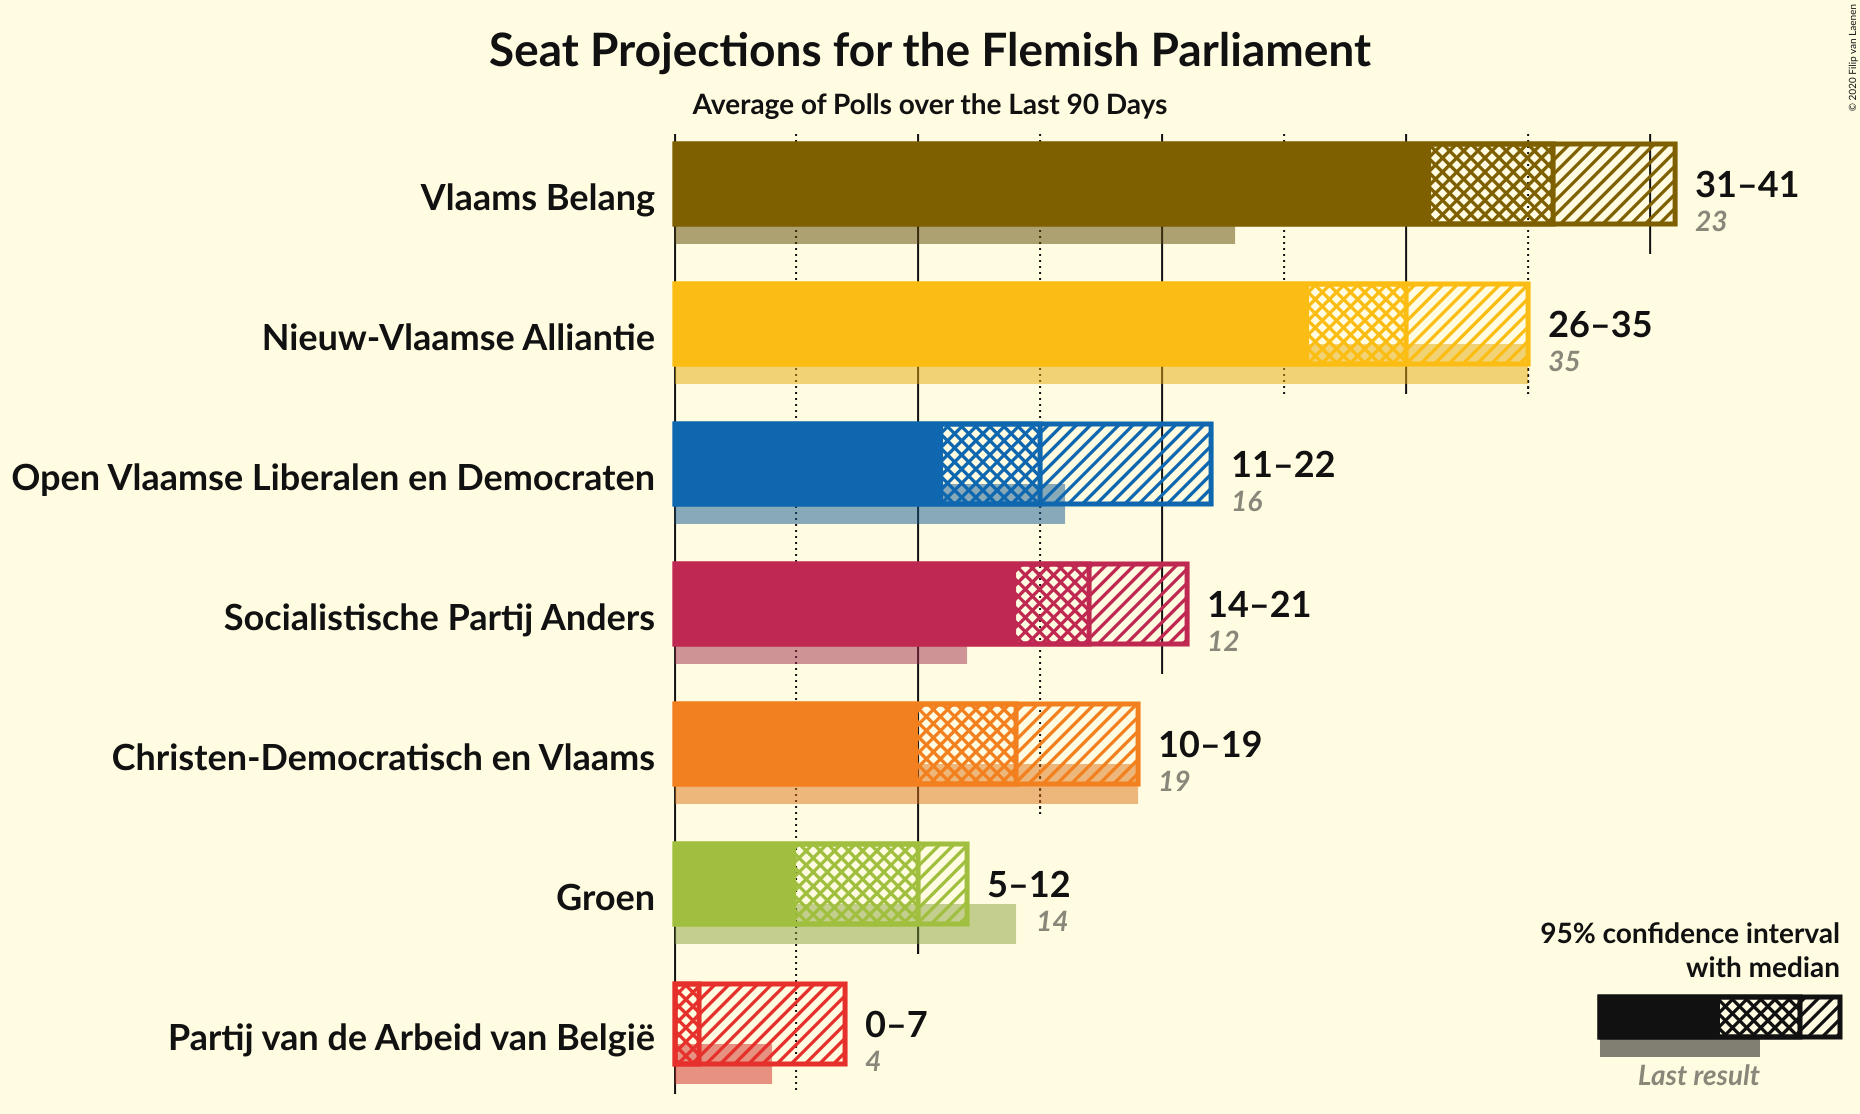 Seat Projections for the Flemish Parliament
Average of Polls over the Last 90 Days
© 2020 Filip van Laenen
Vlaams Belang
31–41
23
Nieuw-Vlaamse Alliantie
26–35
35
Open Vlaamse Liberalen en Democraten
11–22
16
Socialistische Partij Anders
14–21
12
Christen-Democratisch en Vlaams
10–19
19
Groen
5–12
14
Partij van de Arbeid van België
0–7
4
95% confidence interval
with median
Last result